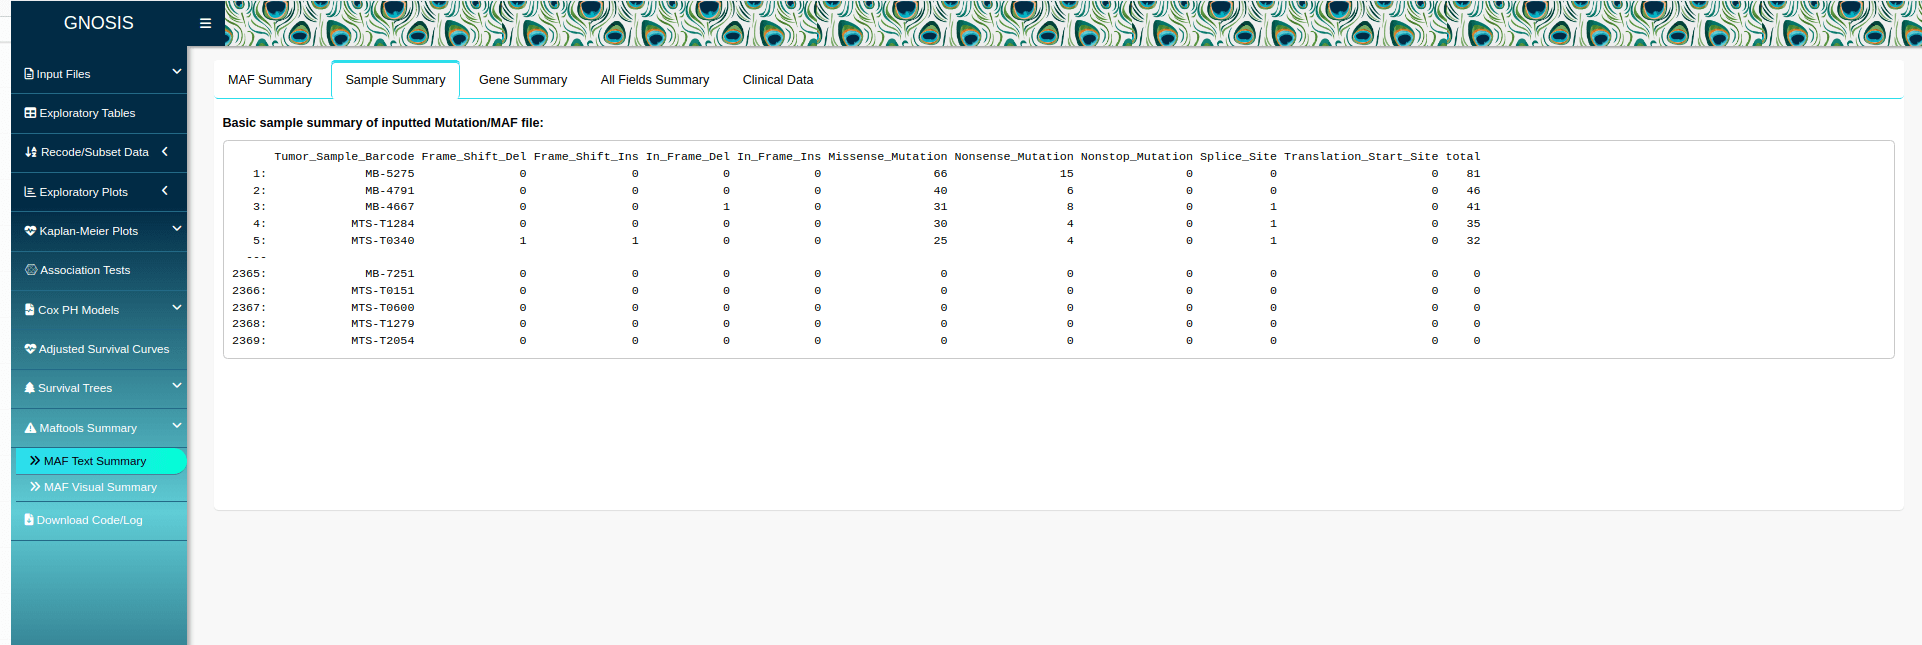 GNOSIS
Input Files
Exploratory Tables
Recode/Subset Data
Exploratory Plots
Kaplan-Meier Plots
Association Tests
Cox PH Models
Adjusted Survival Curves
Survival Trees
Maftools Summary
MAF Text Summary
MAF Visual Summary
Download Code/Log
MAF Summary Sample Summary Gene Summary All Fields Summary Clinical Data
Basic sample summary of inputted Mutation/MAF file:
Tumor_Sample_Barcode Frame_Shift_Del Frame_Shift_Ins In_Frame_Del In_Frame_Ins Missense_Mutation Nonsense_Mutation Nonstop_Mutation Splice_Site Translation_Start_Site total
1: MB-5275 0 0 0 0 66 15 0 0 0 81
2: MB-4791 0 0 0 0 40 6 0 0 0 46
3: MB-4667 0 0 1 0 31 8 0 1 0 41
4: MTS-T1284 0 0 0 0 30 4 0 1 0 35
5: MTS-T0340 1 1 0 0 25 4 0 1 0 32
---
2365: MB-7251 0 0 0 0 0 0 0 0 0 0
2366: MTS-T0151 0 0 0 0 0 0 0 0 0 0
2367: MTS-T0600 0 0 0 0 0 0 0 0 0 0
2368: MTS-T1279 0 0 0 0 0 0 0 0 0 0
2369: MTS-T2054 0 0 0 0 0 0 0 0 0 0